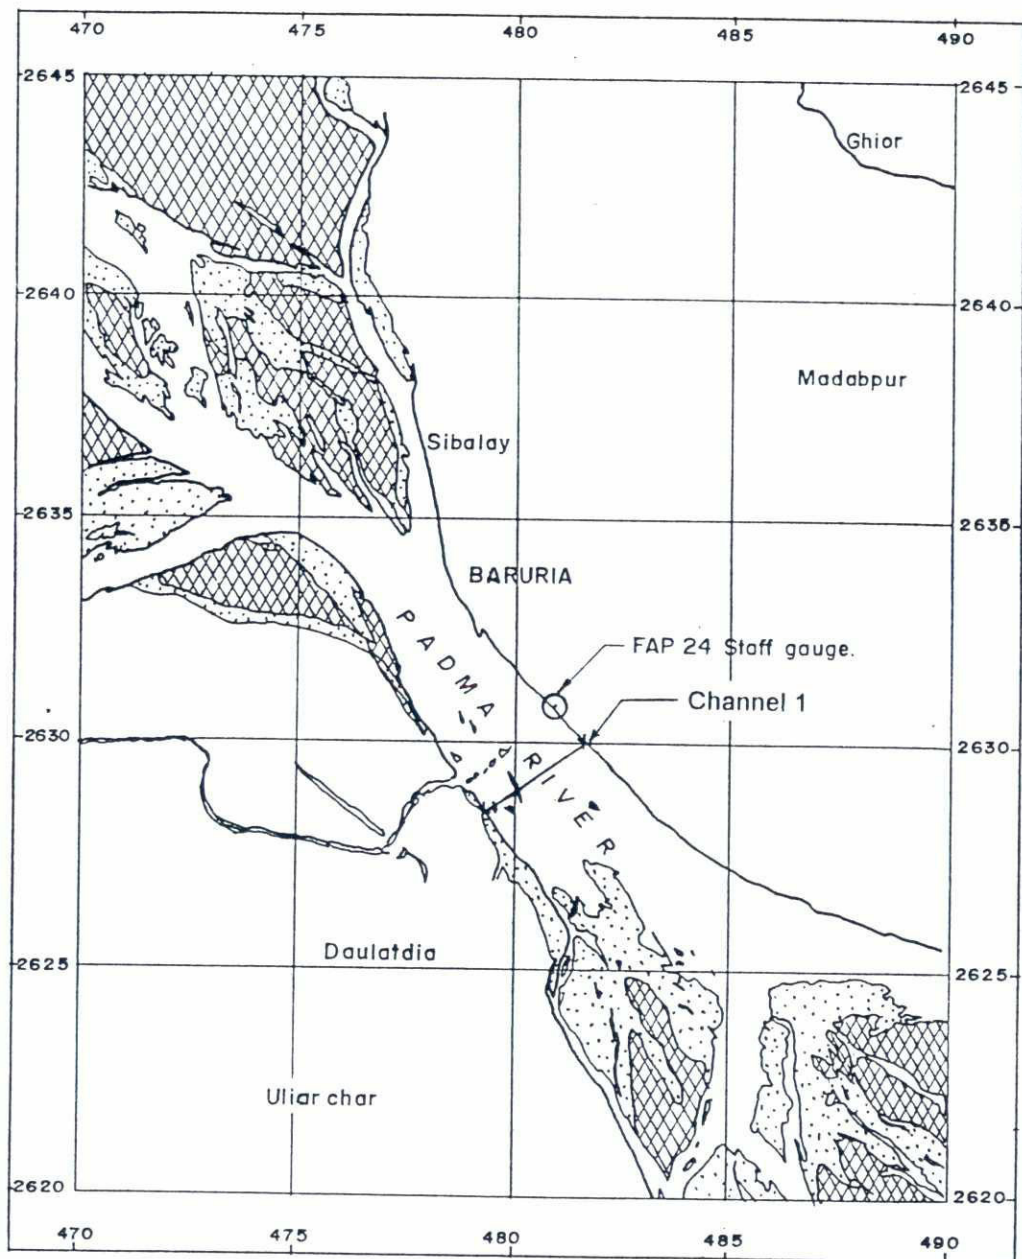 470 475 480 485 490
2645 2645
Ghior
2640 2640
Madabpur
Sibalay
2635 2635
BARURIA
PADMA RIVER
FAP 24 Staff gauge.
Channel 1
2630 2630
Daulatdia
2625 2625
Uliar char
2620 2620
470 475 480 485 490